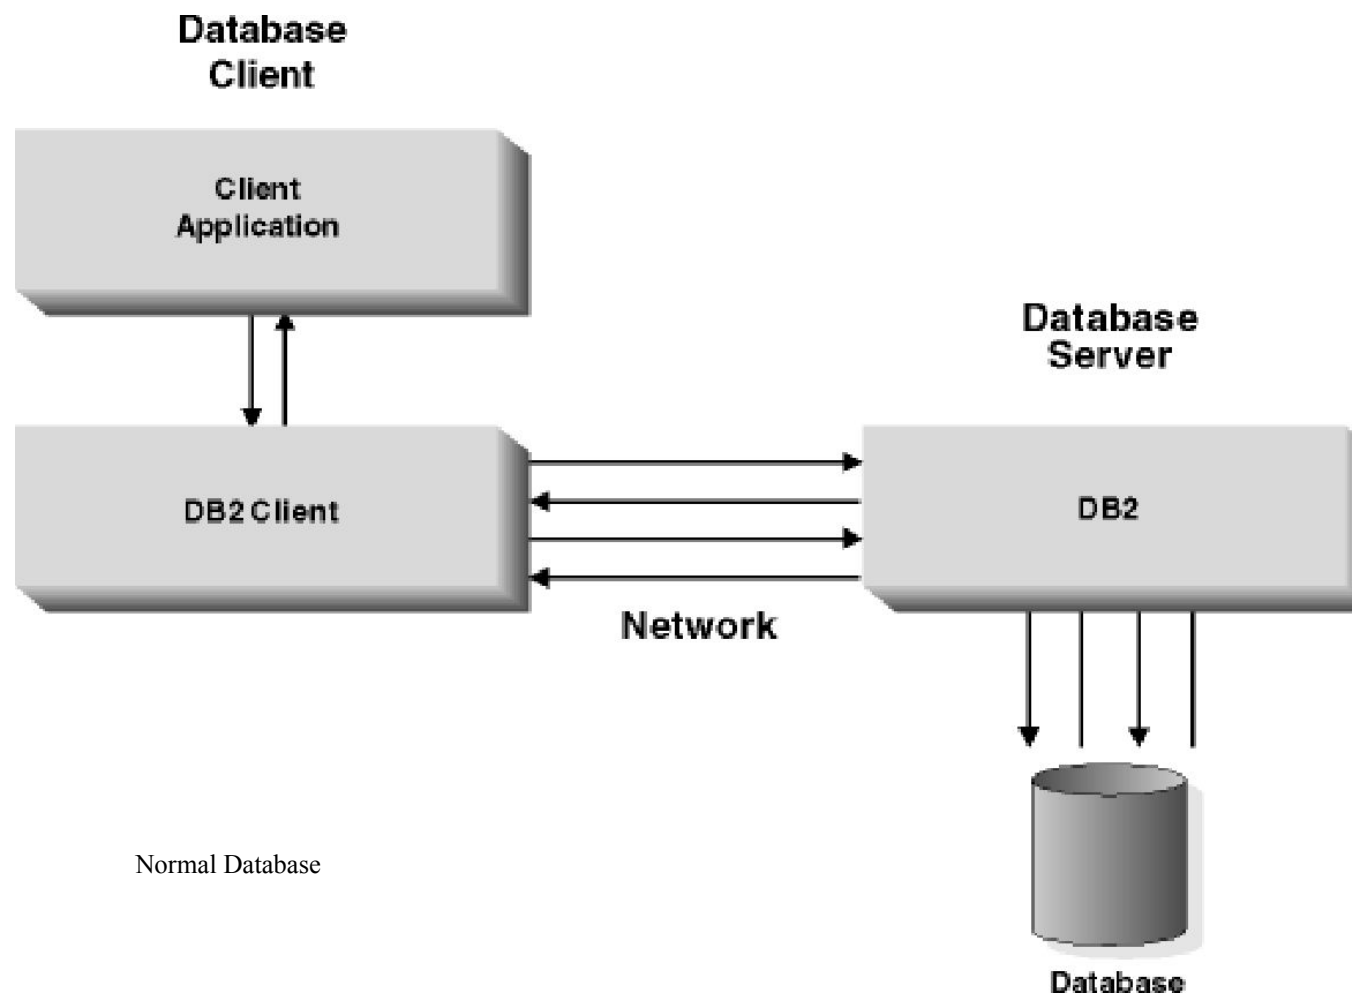 Database
Client
Client
Application
Database
Server
DB2 Client
DB2
Network
Normal Database
Database